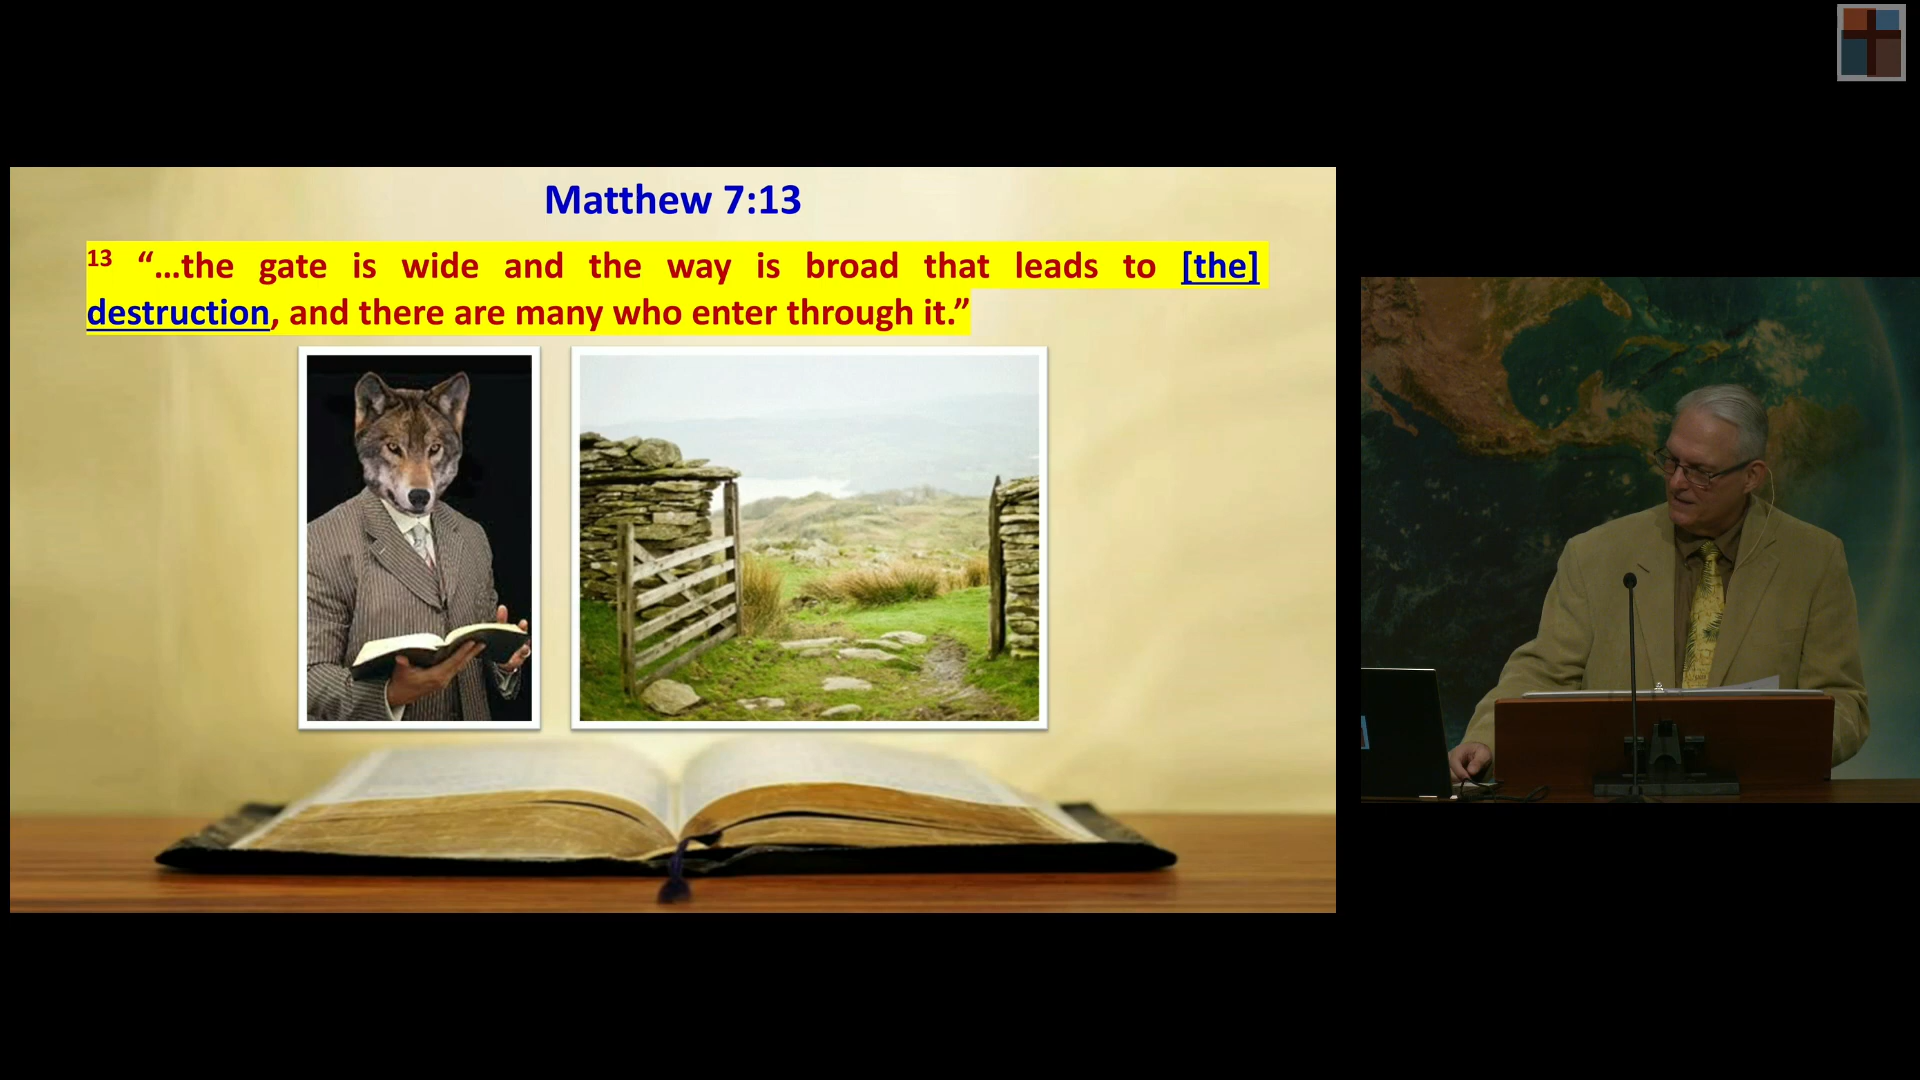 Matthew 7:13
13 “...the gate is wide and the way is broad that leads to [the]
destruction, and there are many who enter through it.”